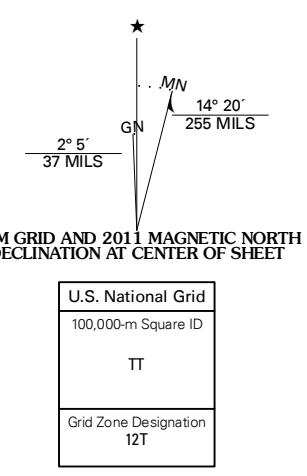 ★
MN
14° 20´
255 MILS
GN
2° 5´
37 MILS
M GRID AND 2011 MAGNETIC NORTH
DECLINATION AT CENTER OF SHEET
U.S. National Grid
100,000-m Square ID
TT
Grid Zone Designation
12T